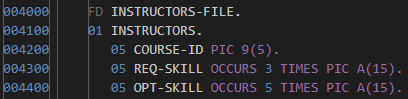 004000 FD INSTRUCTORS-FILE.
004100 01 INSTRUCTORS.
004200 05 COURSE-ID PIC 9(5).
004300 05 REQ-SKILL OCCURS 3 TIMES PIC A(15).
004400 05 OPT-SKILL OCCURS 5 TIMES PIC A(15).